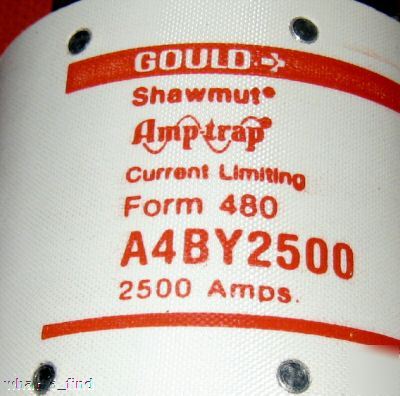 GOULD
Shawmut®
Amp-trap®
Current Limiting
Form 480
A4BY2500
2500 Amps.